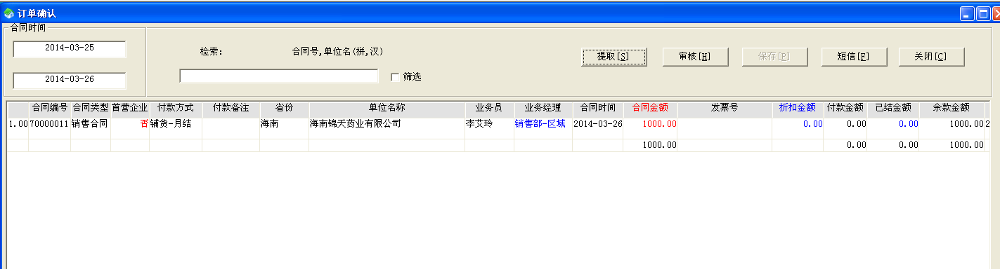 订单确认
合同时间
2014-03-25
2014-03-26
检索: 合同号,单位名(拼,汉)
筛选
提取[S] 审核[H] 保存[P] 短信[F] 关闭[C]
合同编号 合同类型 首营企业 付款方式 付款备注 省份 单位名称 业务员 业务经理 合同时间 合同金额 发票号 折扣金额 付款金额 已结金额 余款金额
1.00 70000011 销售合同 否 铺货-月结 海南 海南锦天药业有限公司 李艾玲 销售部-区域 2014-03-26 1000.00 0.00 0.00 0.00 1000.00 2
1000.00 0.00 0.00 1000.00